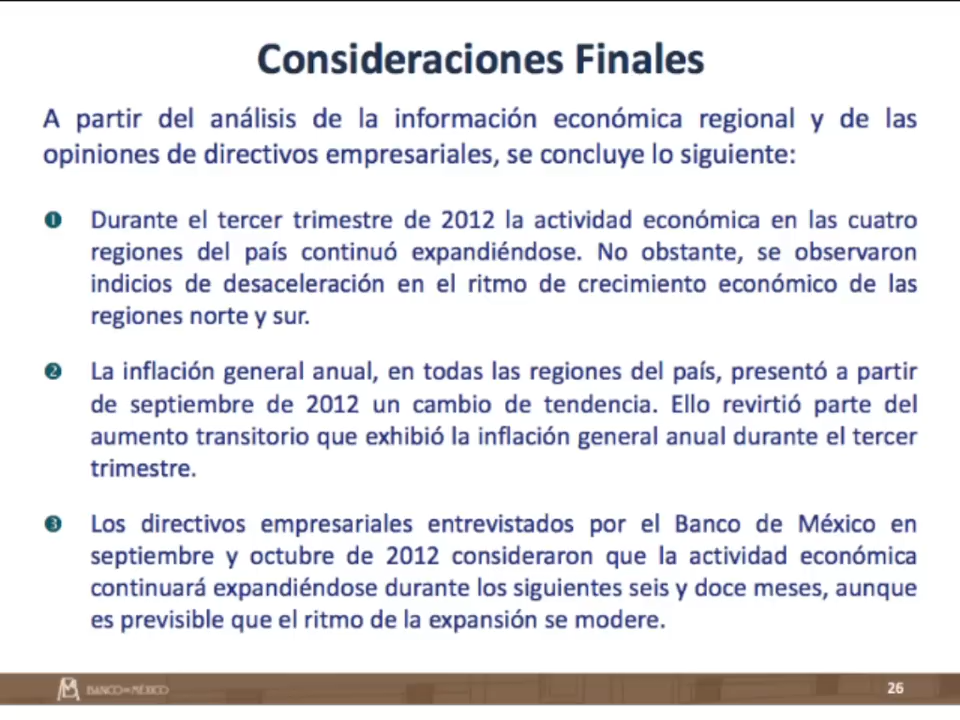 Consideraciones Finales
A partir del análisis de la información económica regional y de las
opiniones de directivos empresariales, se concluye lo siguiente:
❶ Durante el tercer trimestre de 2012 la actividad económica en las cuatro
regiones del país continuó expandiéndose. No obstante, se observaron
indicios de desaceleración en el ritmo de crecimiento económico de las
regiones norte y sur.
❷ La inflación general anual, en todas las regiones del país, presentó a partir
de septiembre de 2012 un cambio de tendencia. Ello revirtió parte del
aumento transitorio que exhibió la inflación general anual durante el tercer
trimestre.
❸ Los directivos empresariales entrevistados por el Banco de México en
septiembre y octubre de 2012 consideraron que la actividad económica
continuará expandiéndose durante los siguientes seis y doce meses, aunque
es previsible que el ritmo de la expansión se modere.
BANCO DE MÉXICO
26